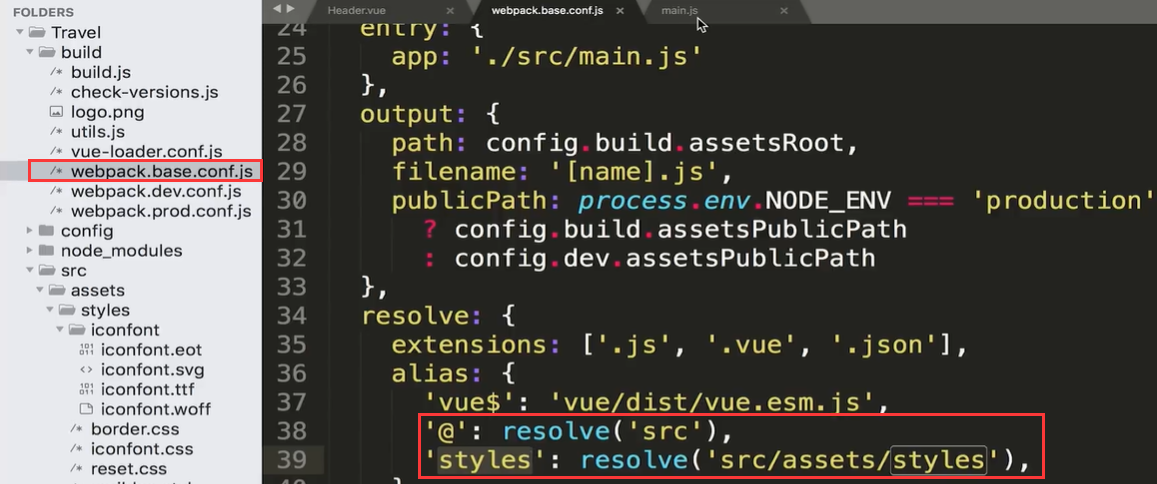 FOLDERS
Travel
build
/* build.js
/* check-versions.js
logo.png
/* utils.js
/* vue-loader.conf.js
/* webpack.base.conf.js
/* webpack.dev.conf.js
/* webpack.prod.conf.js
config
node_modules
src
assets
styles
iconfont
iconfont.eot
<> iconfont.svg
iconfont.ttf
iconfont.woff
/* border.css
/* iconfont.css
/* reset.css
Header.vue × webpack.base.conf.js × main.js ×
24 entry: {
25 app: './src/main.js'
26 },
27 output: {
28 path: config.build.assetsRoot,
29 filename: '[name].js',
30 publicPath: process.env.NODE_ENV === 'production'
31 ? config.build.assetsPublicPath
32 : config.dev.assetsPublicPath
33 },
34 resolve: {
35 extensions: ['.js', '.vue', '.json'],
36 alias: {
37 'vue$': 'vue/dist/vue.esm.js',
38 '@': resolve('src'),
39 'styles': resolve('src/assets/styles'),